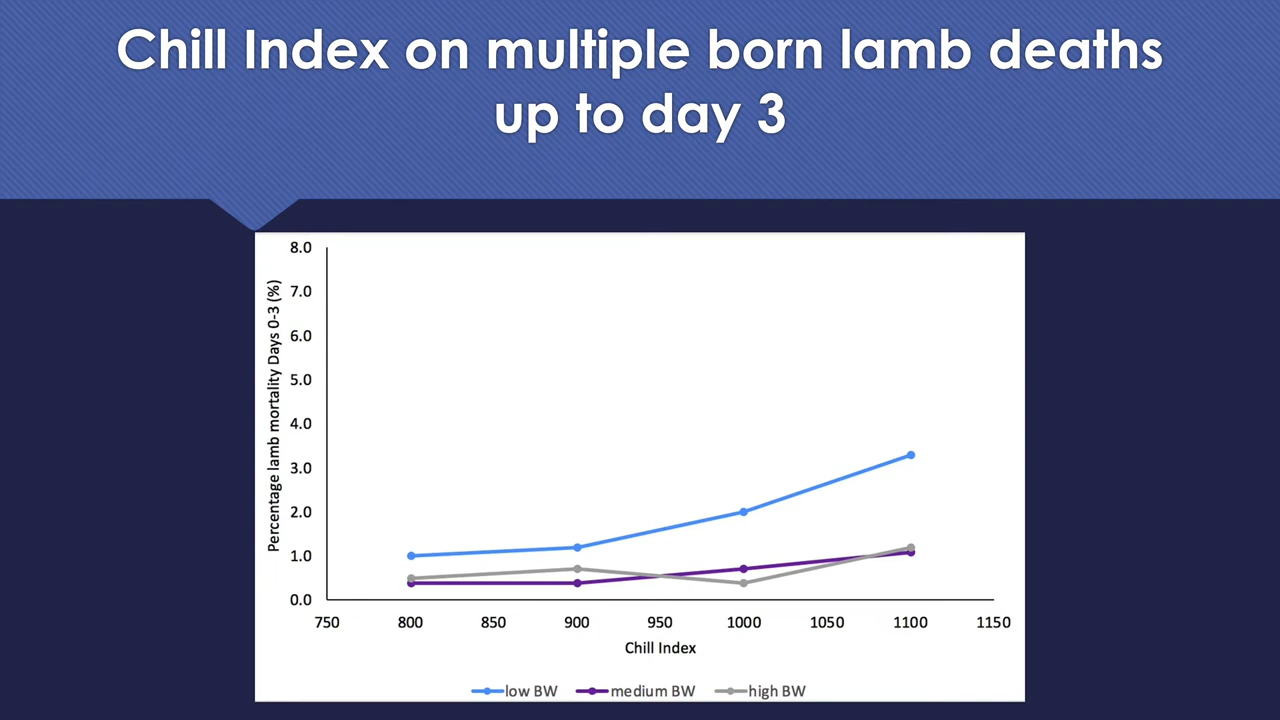 Chill Index on multiple born lamb deaths
up to day 3
Percentage lamb mortality Days 0-3 (%)
8.0
7.0
6.0
5.0
4.0
3.0
2.0
1.0
0.0
750 800 850 900 950 1000 1050 1100 1150
Chill Index
low BW medium BW high BW